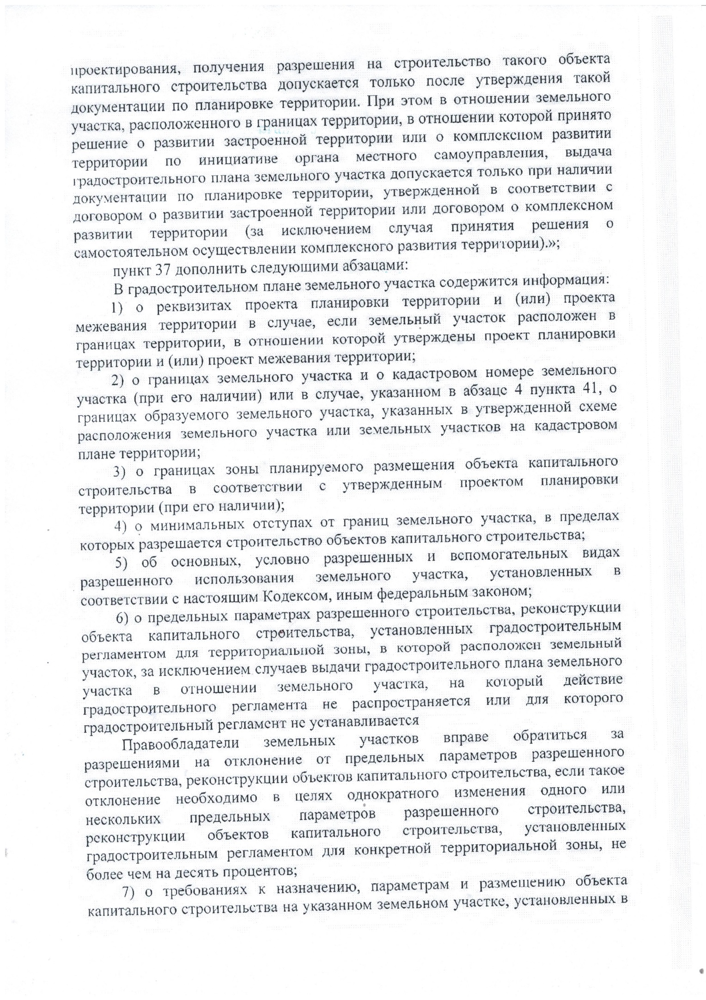 проектирования, получения разрешения на строительство такого объекта
капитального строительства допускается только после утверждения такой
документации по планировке территории. При этом в отношении земельного
участка, расположенного в границах территории, в отношении которой принято
решение о развитии застроенной территории или о комплексном развитии
территории по инициативе органа местного самоуправления, выдача
градостроительного плана земельного участка допускается только при наличии
документации по планировке территории, утвержденной в соответствии с
договором о развитии застроенной территории или договором о комплексном
развитии территории (за исключением случая принятия решения о
самостоятельном осуществлении комплексного развития территории).»;
пункт 37 дополнить следующими абзацами:
В градостроительном плане земельного участка содержится информация:
1) о реквизитах проекта планировки территории и (или) проекта
межевания территории в случае, если земельный участок расположен в
границах территории, в отношении которой утверждены проект планировки
территории и (или) проект межевания территории;
2) о границах земельного участка и о кадастровом номере земельного
участка (при его наличии) или в случае, указанном в абзаце 4 пункта 41, о
границах образуемого земельного участка, указанных в утвержденной схеме
расположения земельного участка или земельных участков на кадастровом
плане территории;
3) о границах зоны планируемого размещения объекта капитального
строительства в соответствии с утвержденным проектом планировки
территории (при его наличии);
4) о минимальных отступах от границ земельного участка, в пределах
которых разрешается строительство объектов капитального строительства;
5) об основных, условно разрешенных и вспомогательных видах
разрешенного использования земельного участка, установленных в
соответствии с настоящим Кодексом, иным федеральным законом;
6) о предельных параметрах разрешенного строительства, реконструкции
объекта капитального строительства, установленных градостроительным
регламентом для территориальной зоны, в которой расположен земельный
участок, за исключением случаев выдачи градостроительного плана земельного
участка в отношении земельного участка, на который действие
градостроительного регламента не распространяется или для которого
градостроительный регламент не устанавливается
Правообладатели земельных участков вправе обратиться за
разрешениями на отклонение от предельных параметров разрешенного
строительства, реконструкции объектов капитального строительства, если такое
отклонение необходимо в целях однократного изменения одного или
нескольких предельных параметров разрешенного строительства,
реконструкции объектов капитального строительства, установленных
градостроительным регламентом для конкретной территориальной зоны, не
более чем на десять процентов;
7) о требованиях к назначению, параметрам и размещению объекта
капитального строительства на указанном земельном участке, установленных в